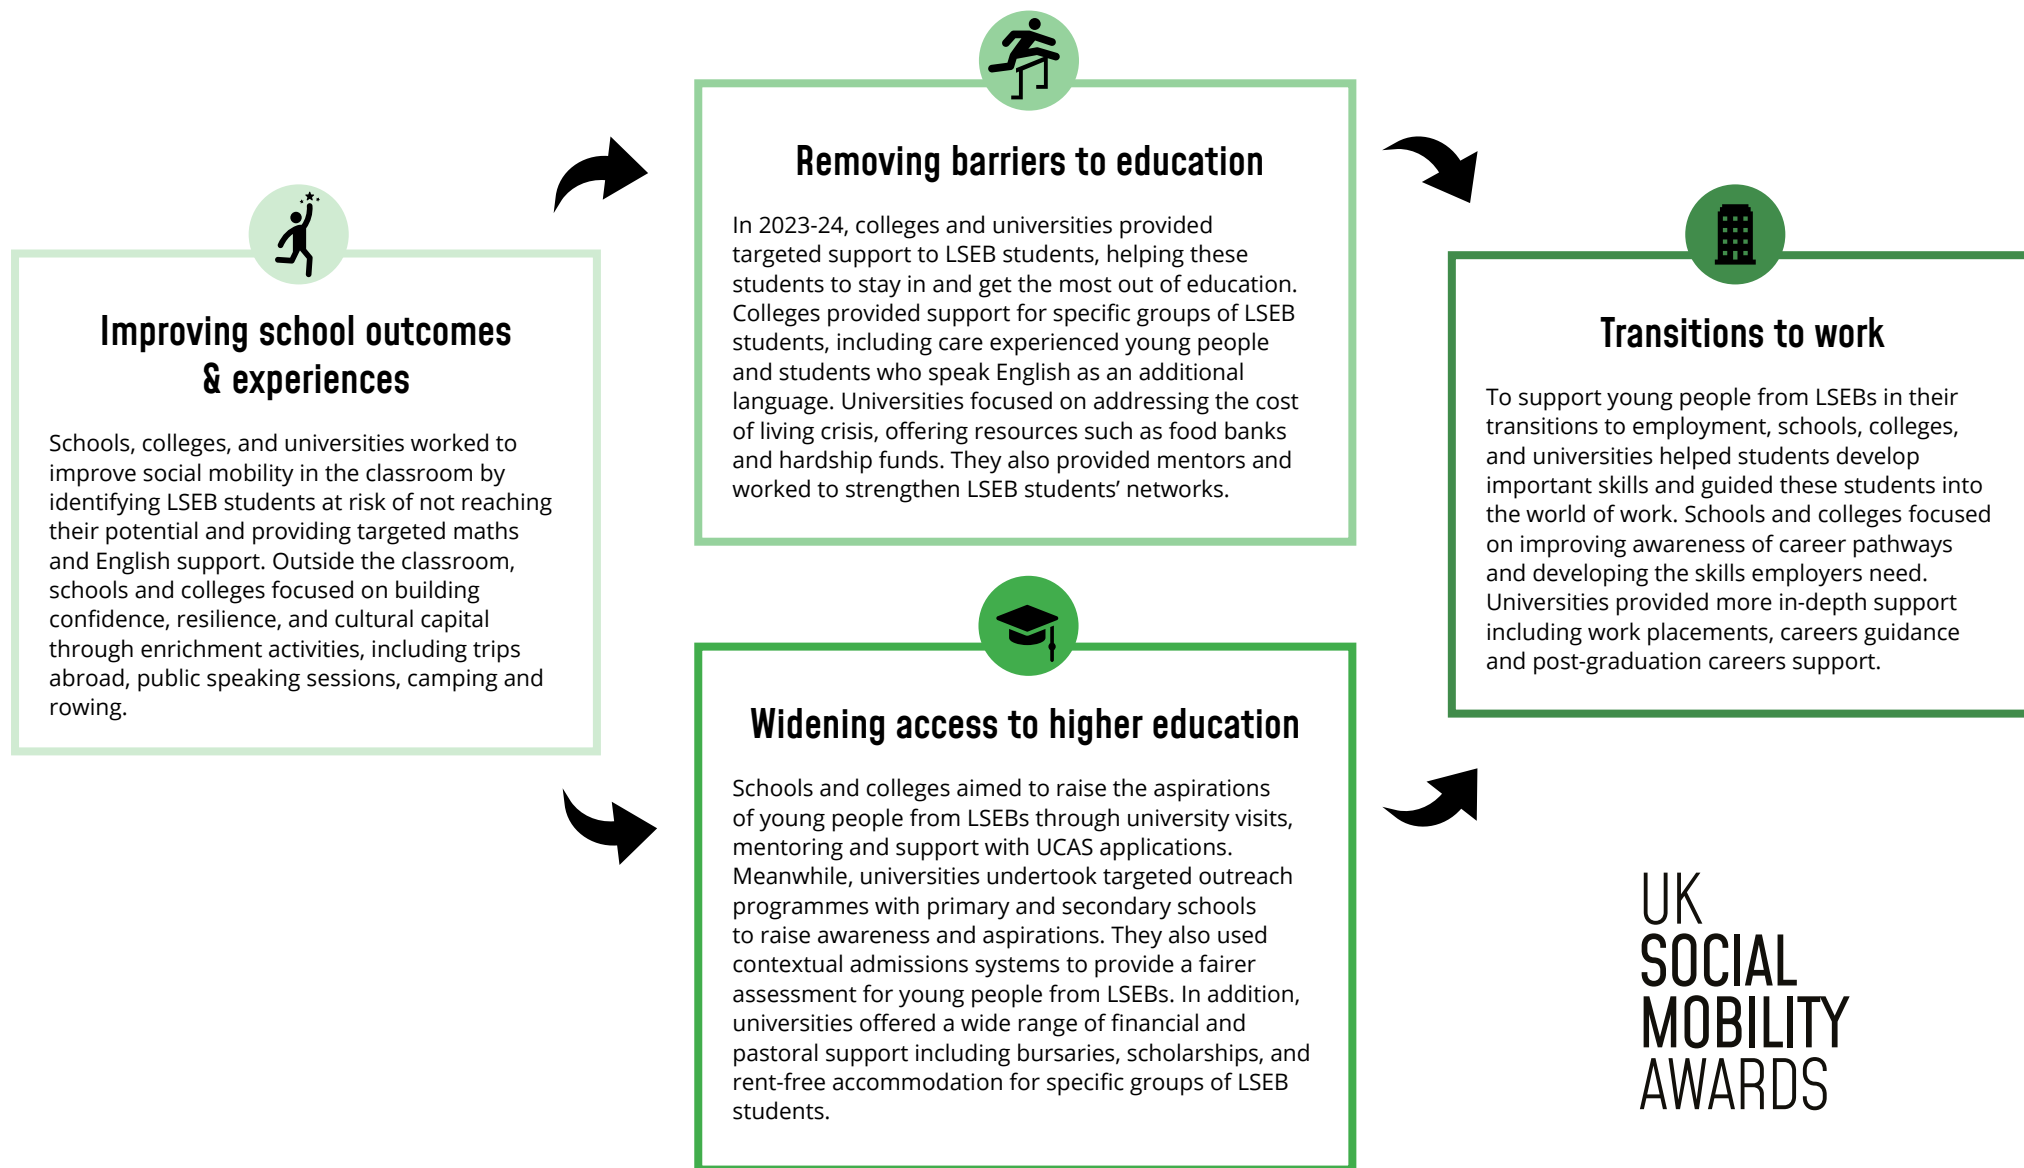 Improving school outcomes
& experiences
Schools, colleges, and universities worked to
improve social mobility in the classroom by
identifying LSEB students at risk of not reaching
their potential and providing targeted maths
and English support. Outside the classroom,
schools and colleges focused on building
confidence, resilience, and cultural capital
through enrichment activities, including trips
abroad, public speaking sessions, camping and
rowing.
Removing barriers to education
In 2023-24, colleges and universities provided
targeted support to LSEB students, helping these
students to stay in and get the most out of education.
Colleges provided support for specific groups of LSEB
students, including care experienced young people
and students who speak English as an additional
language. Universities focused on addressing the cost
of living crisis, offering resources such as food banks
and hardship funds. They also provided mentors and
worked to strengthen LSEB students’ networks.
Widening access to higher education
Schools and colleges aimed to raise the aspirations
of young people from LSEBs through university visits,
mentoring and support with UCAS applications.
Meanwhile, universities undertook targeted outreach
programmes with primary and secondary schools
to raise awareness and aspirations. They also used
contextual admissions systems to provide a fairer
assessment for young people from LSEBs. In addition,
universities offered a wide range of financial and
pastoral support including bursaries, scholarships, and
rent-free accommodation for specific groups of LSEB
students.
Transitions to work
To support young people from LSEBs in their
transitions to employment, schools, colleges,
and universities helped students develop
important skills and guided these students into
the world of work. Schools and colleges focused
on improving awareness of career pathways
and developing the skills employers need.
Universities provided more in-depth support
including work placements, careers guidance
and post-graduation careers support.
UK
SOCIAL
MOBILITY
AWARDS